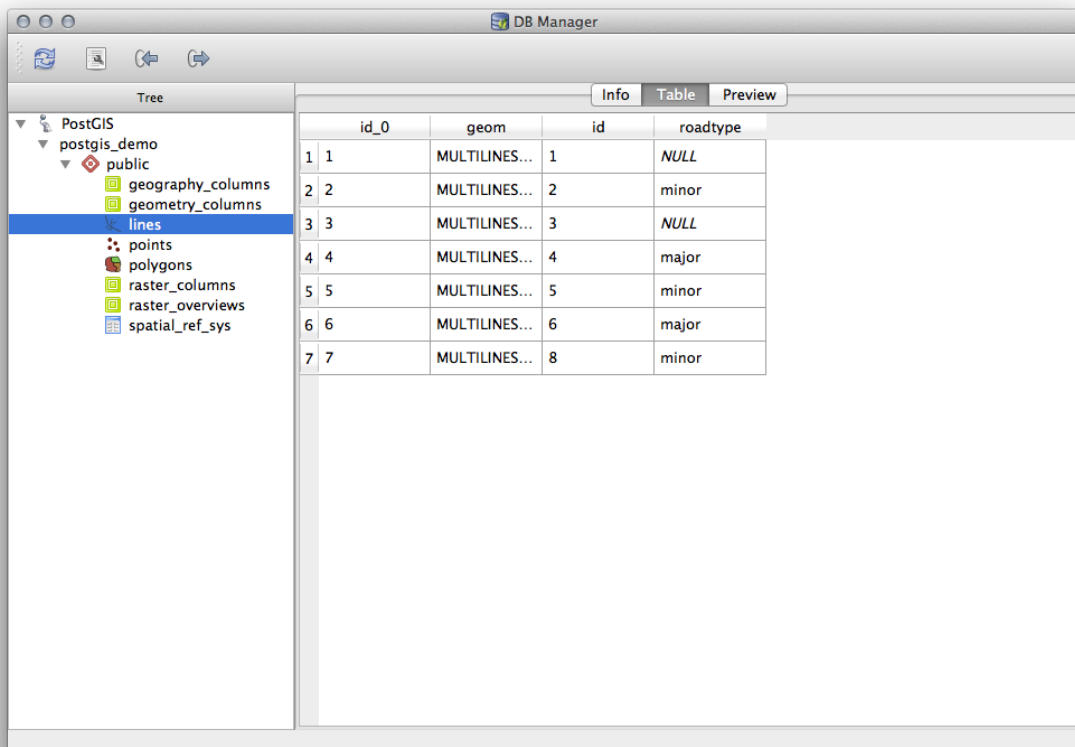 DB Manager
Tree
Info Table Preview
PostGIS
postgis_demo
public
geography_columns
geometry_columns
lines
points
polygons
raster_columns
raster_overviews
spatial_ref_sys
id_0 geom id roadtype
1 1 MULTILINES... 1 NULL
2 2 MULTILINES... 2 minor
3 3 MULTILINES... 3 NULL
4 4 MULTILINES... 4 major
5 5 MULTILINES... 5 minor
6 6 MULTILINES... 6 major
7 7 MULTILINES... 8 minor